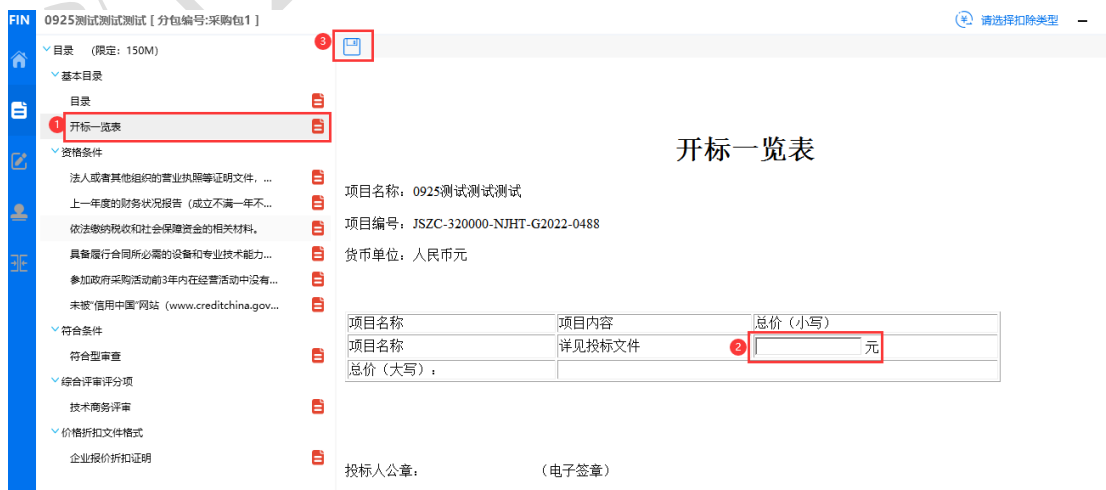 FIN
0925测试测试测试 [ 分包编号:采购包1 ]
请选择扣除类型
目录 (限定: 150M)
3
基本目录
目录
1 开标一览表
资格条件
法人或者其他组织的营业执照等证明文件，...
上一年度的财务状况报告（成立不满一年不...
依法缴纳税收和社会保障资金的相关材料。
具备履行合同所必需的设备和专业技术能力...
参加政府采购活动前3年内在经营活动中没有...
未被“信用中国”网站（www.creditchina.gov...
符合条件
符合型审查
综合评审评分项
技术商务评审
价格折扣文件格式
企业报价折扣证明
开标一览表
项目名称：0925测试测试测试
项目编号：JSZC-320000-NJHT-G2022-0488
货币单位：人民币元
项目名称 项目内容 总价（小写）
项目名称 详见投标文件 2 元
总价（大写）：
投标人公章： （电子签章）